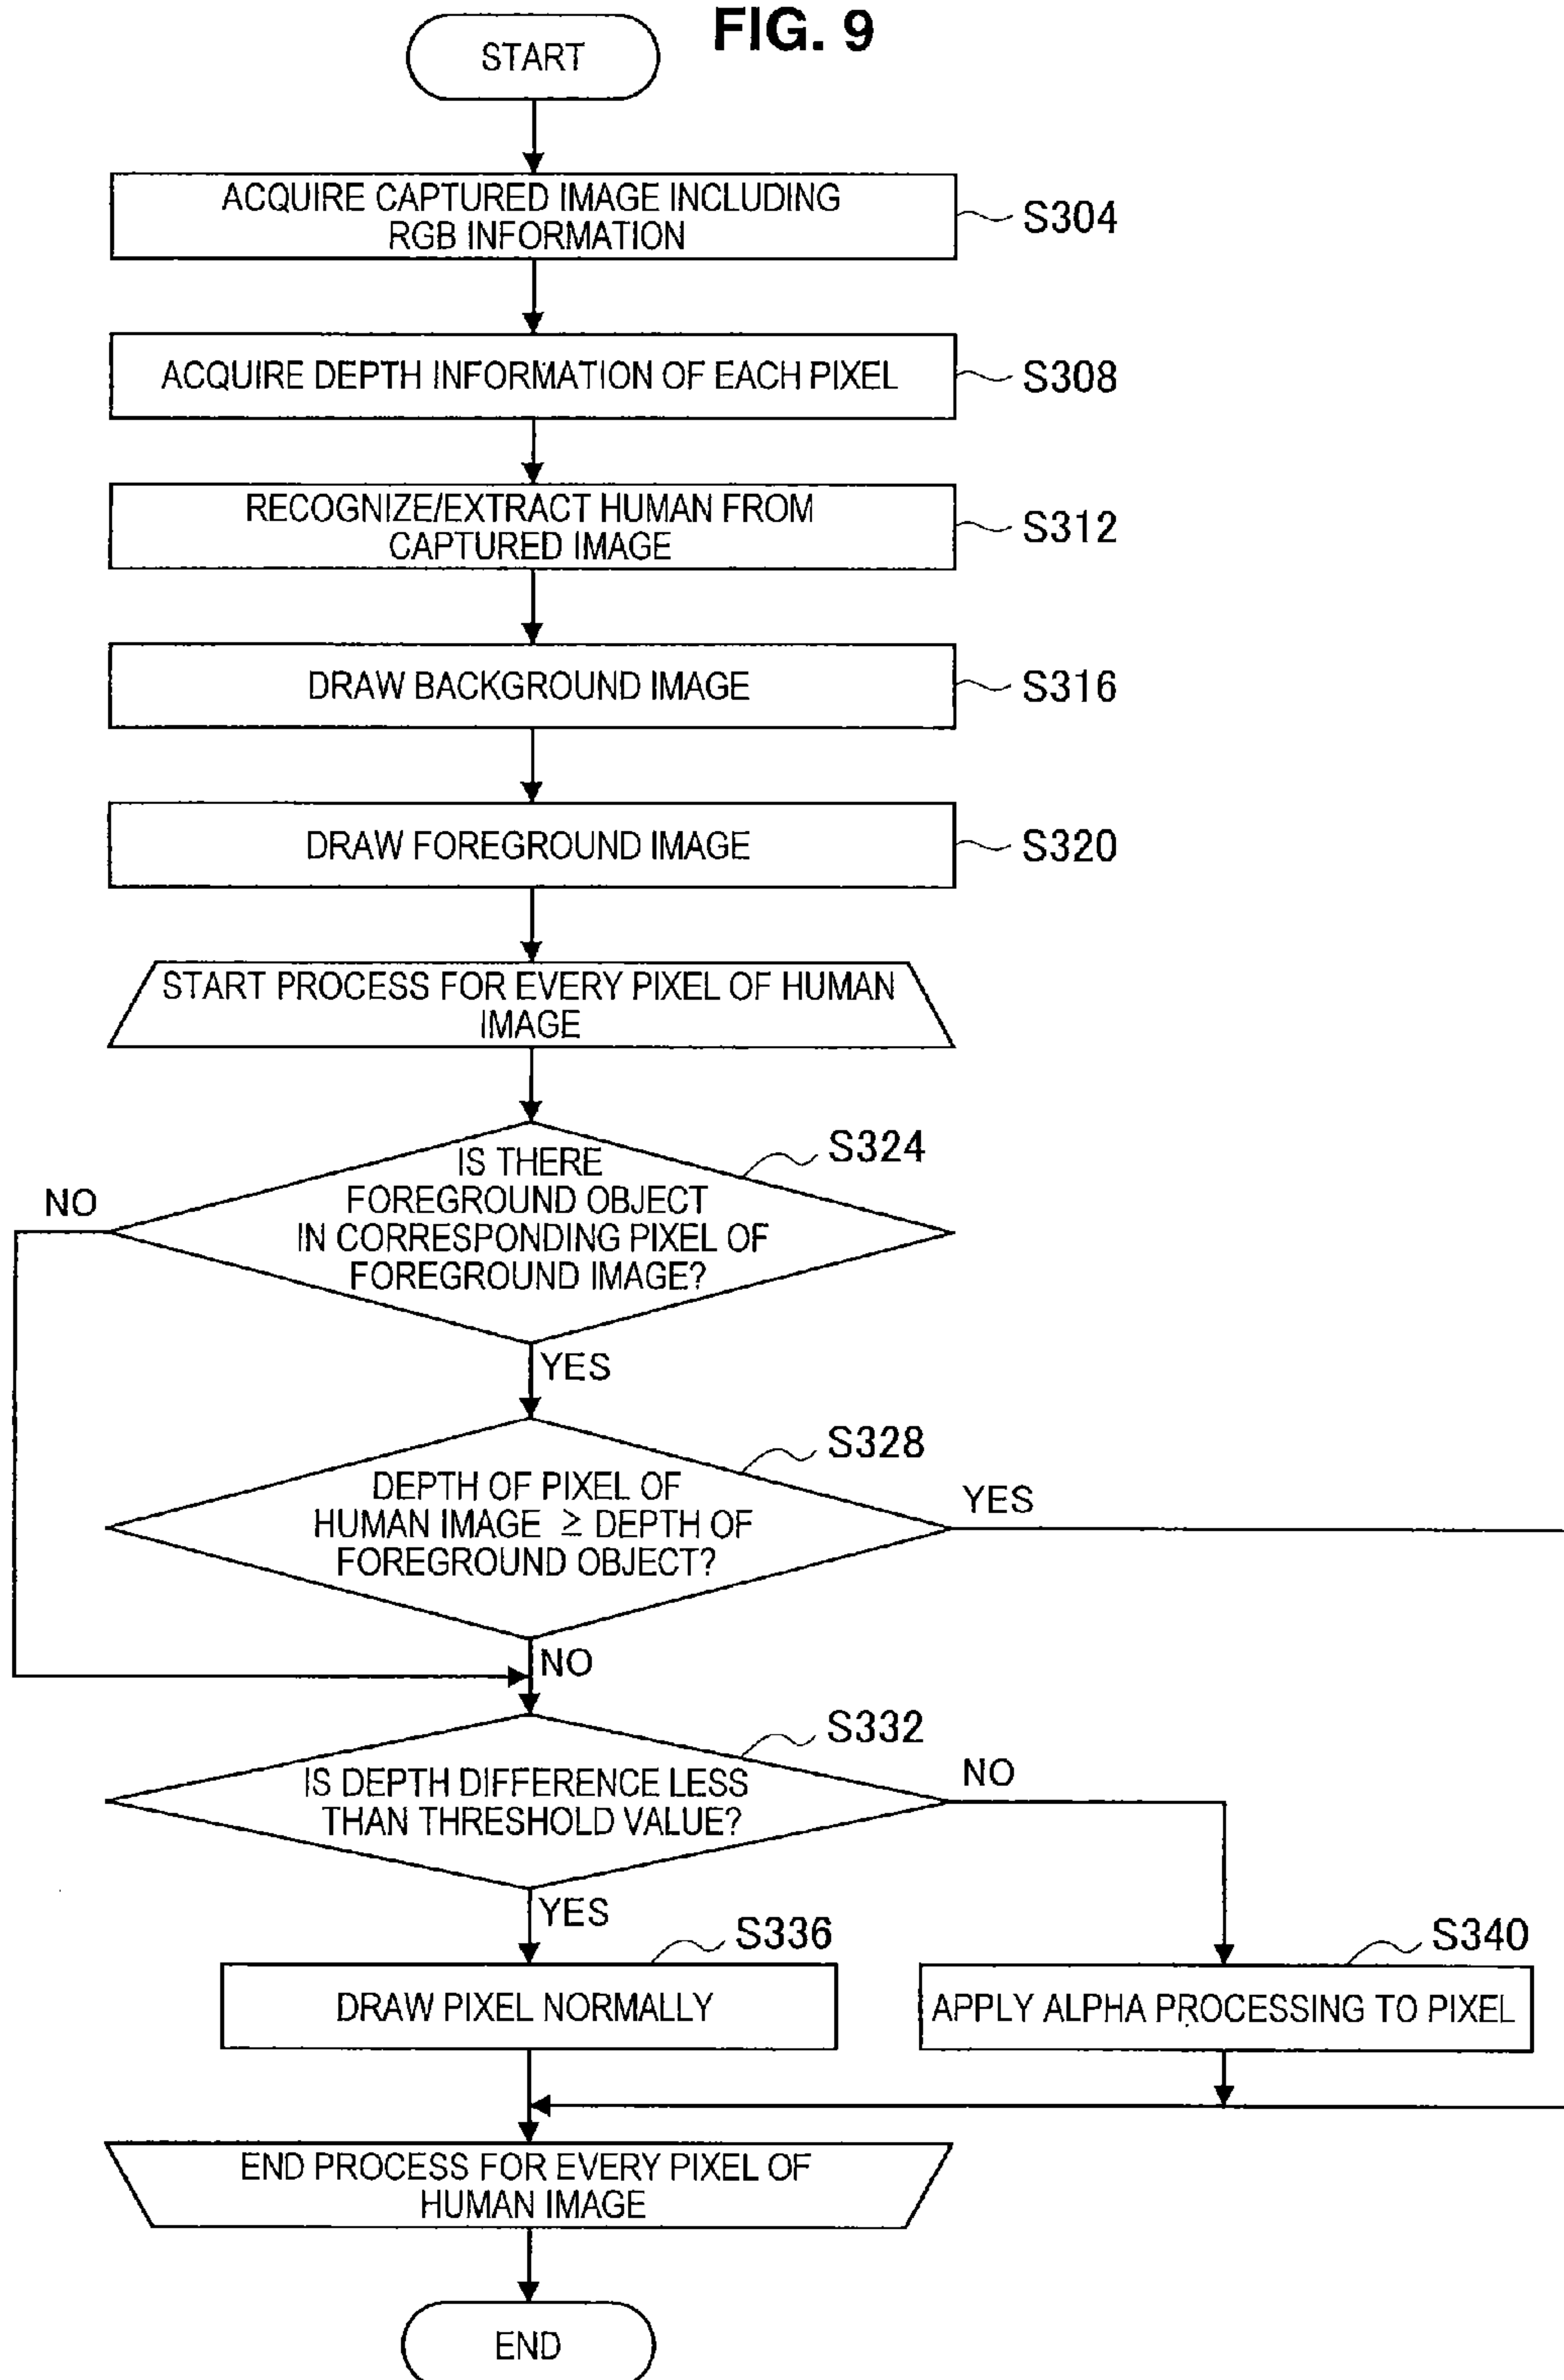 FIG. 9
START
ACQUIRE CAPTURED IMAGE INCLUDING
RGB INFORMATION
S304
ACQUIRE DEPTH INFORMATION OF EACH PIXEL
S308
RECOGNIZE/EXTRACT HUMAN FROM
CAPTURED IMAGE
S312
DRAW BACKGROUND IMAGE
S316
DRAW FOREGROUND IMAGE
S320
START PROCESS FOR EVERY PIXEL OF HUMAN
IMAGE
S324
IS THERE
FOREGROUND OBJECT
IN CORRESPONDING PIXEL OF
FOREGROUND IMAGE?
NO
YES
S328
DEPTH OF PIXEL OF
HUMAN IMAGE ≥ DEPTH OF
FOREGROUND OBJECT?
YES
NO
S332
IS DEPTH DIFFERENCE LESS
THAN THRESHOLD VALUE?
NO
YES
S336
DRAW PIXEL NORMALLY
S340
APPLY ALPHA PROCESSING TO PIXEL
END PROCESS FOR EVERY PIXEL OF
HUMAN IMAGE
END